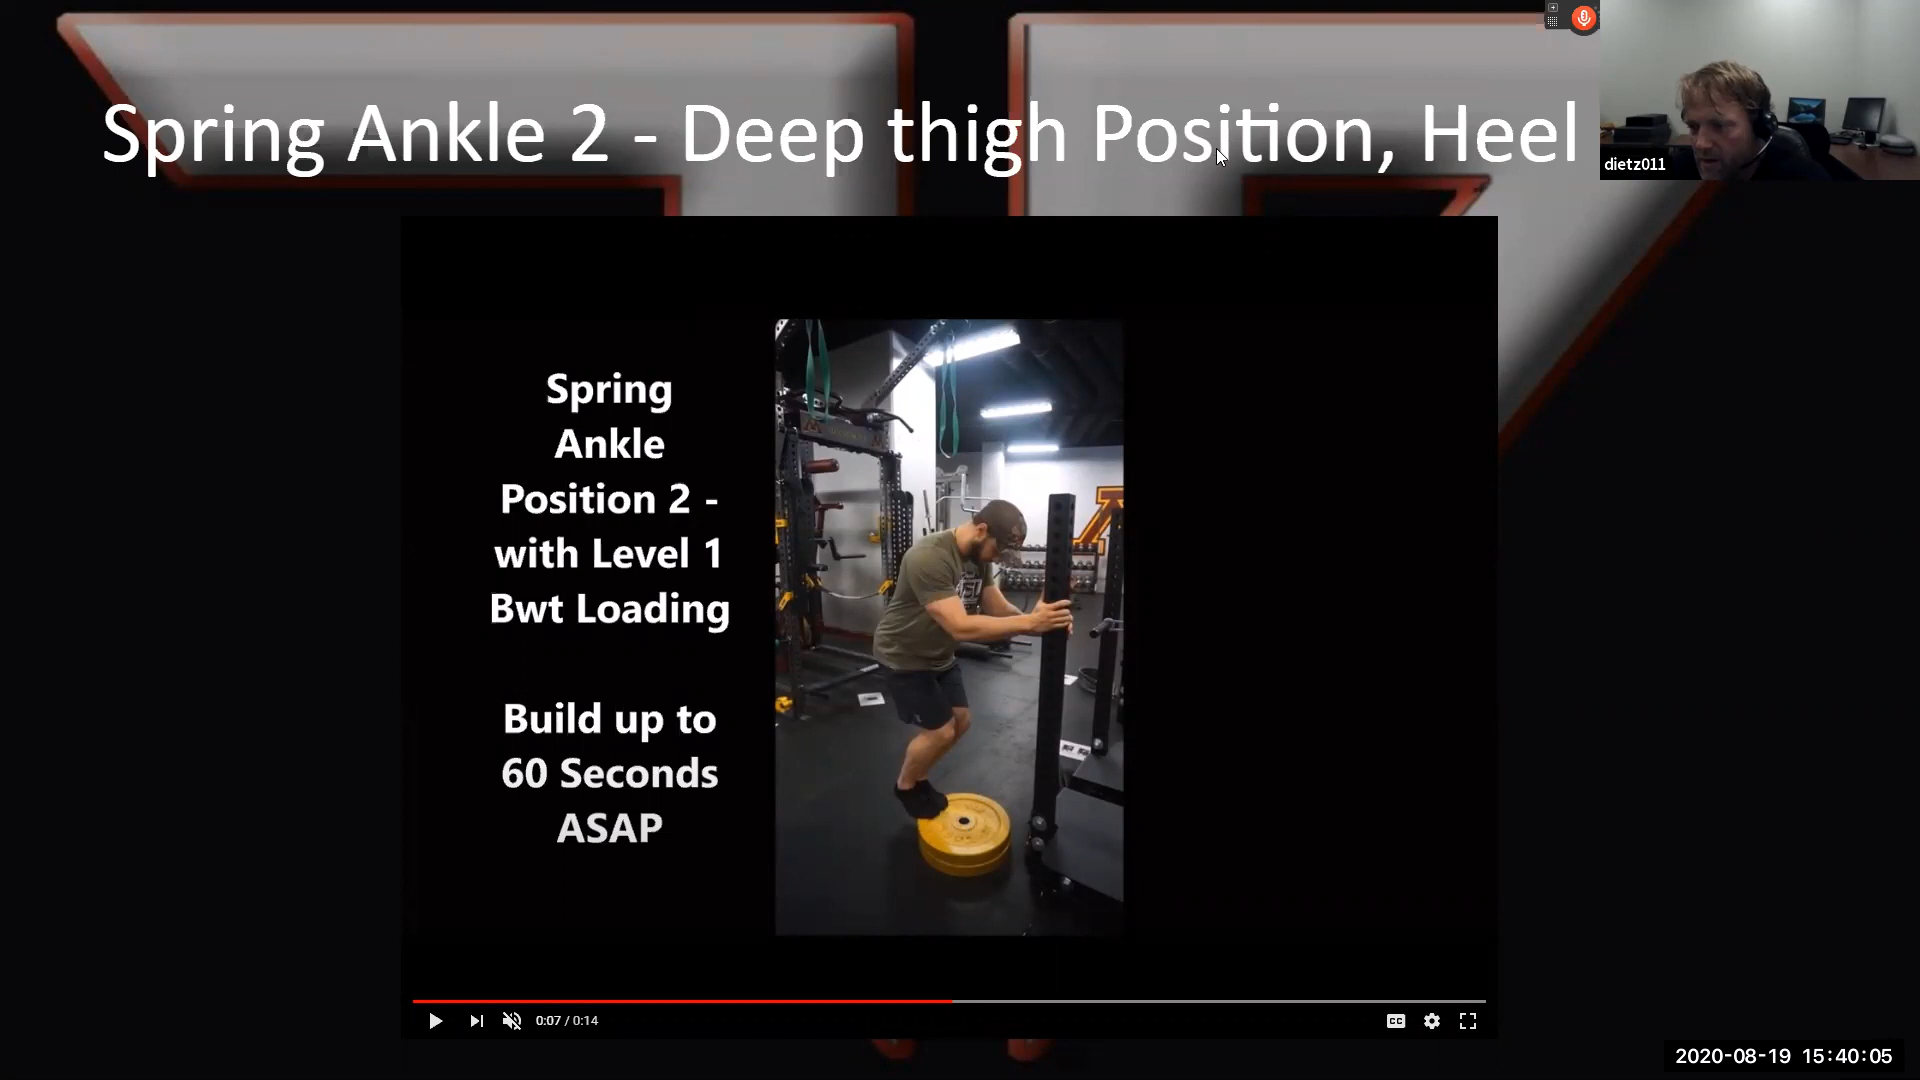 Spring Ankle 2 - Deep thigh Position, Heel
dietz011
Spring
Ankle
Position 2 -
with Level 1
Bwt Loading
Build up to
60 Seconds
ASAP
0:07 / 0:14
CC
2020-08-19 15:40:05